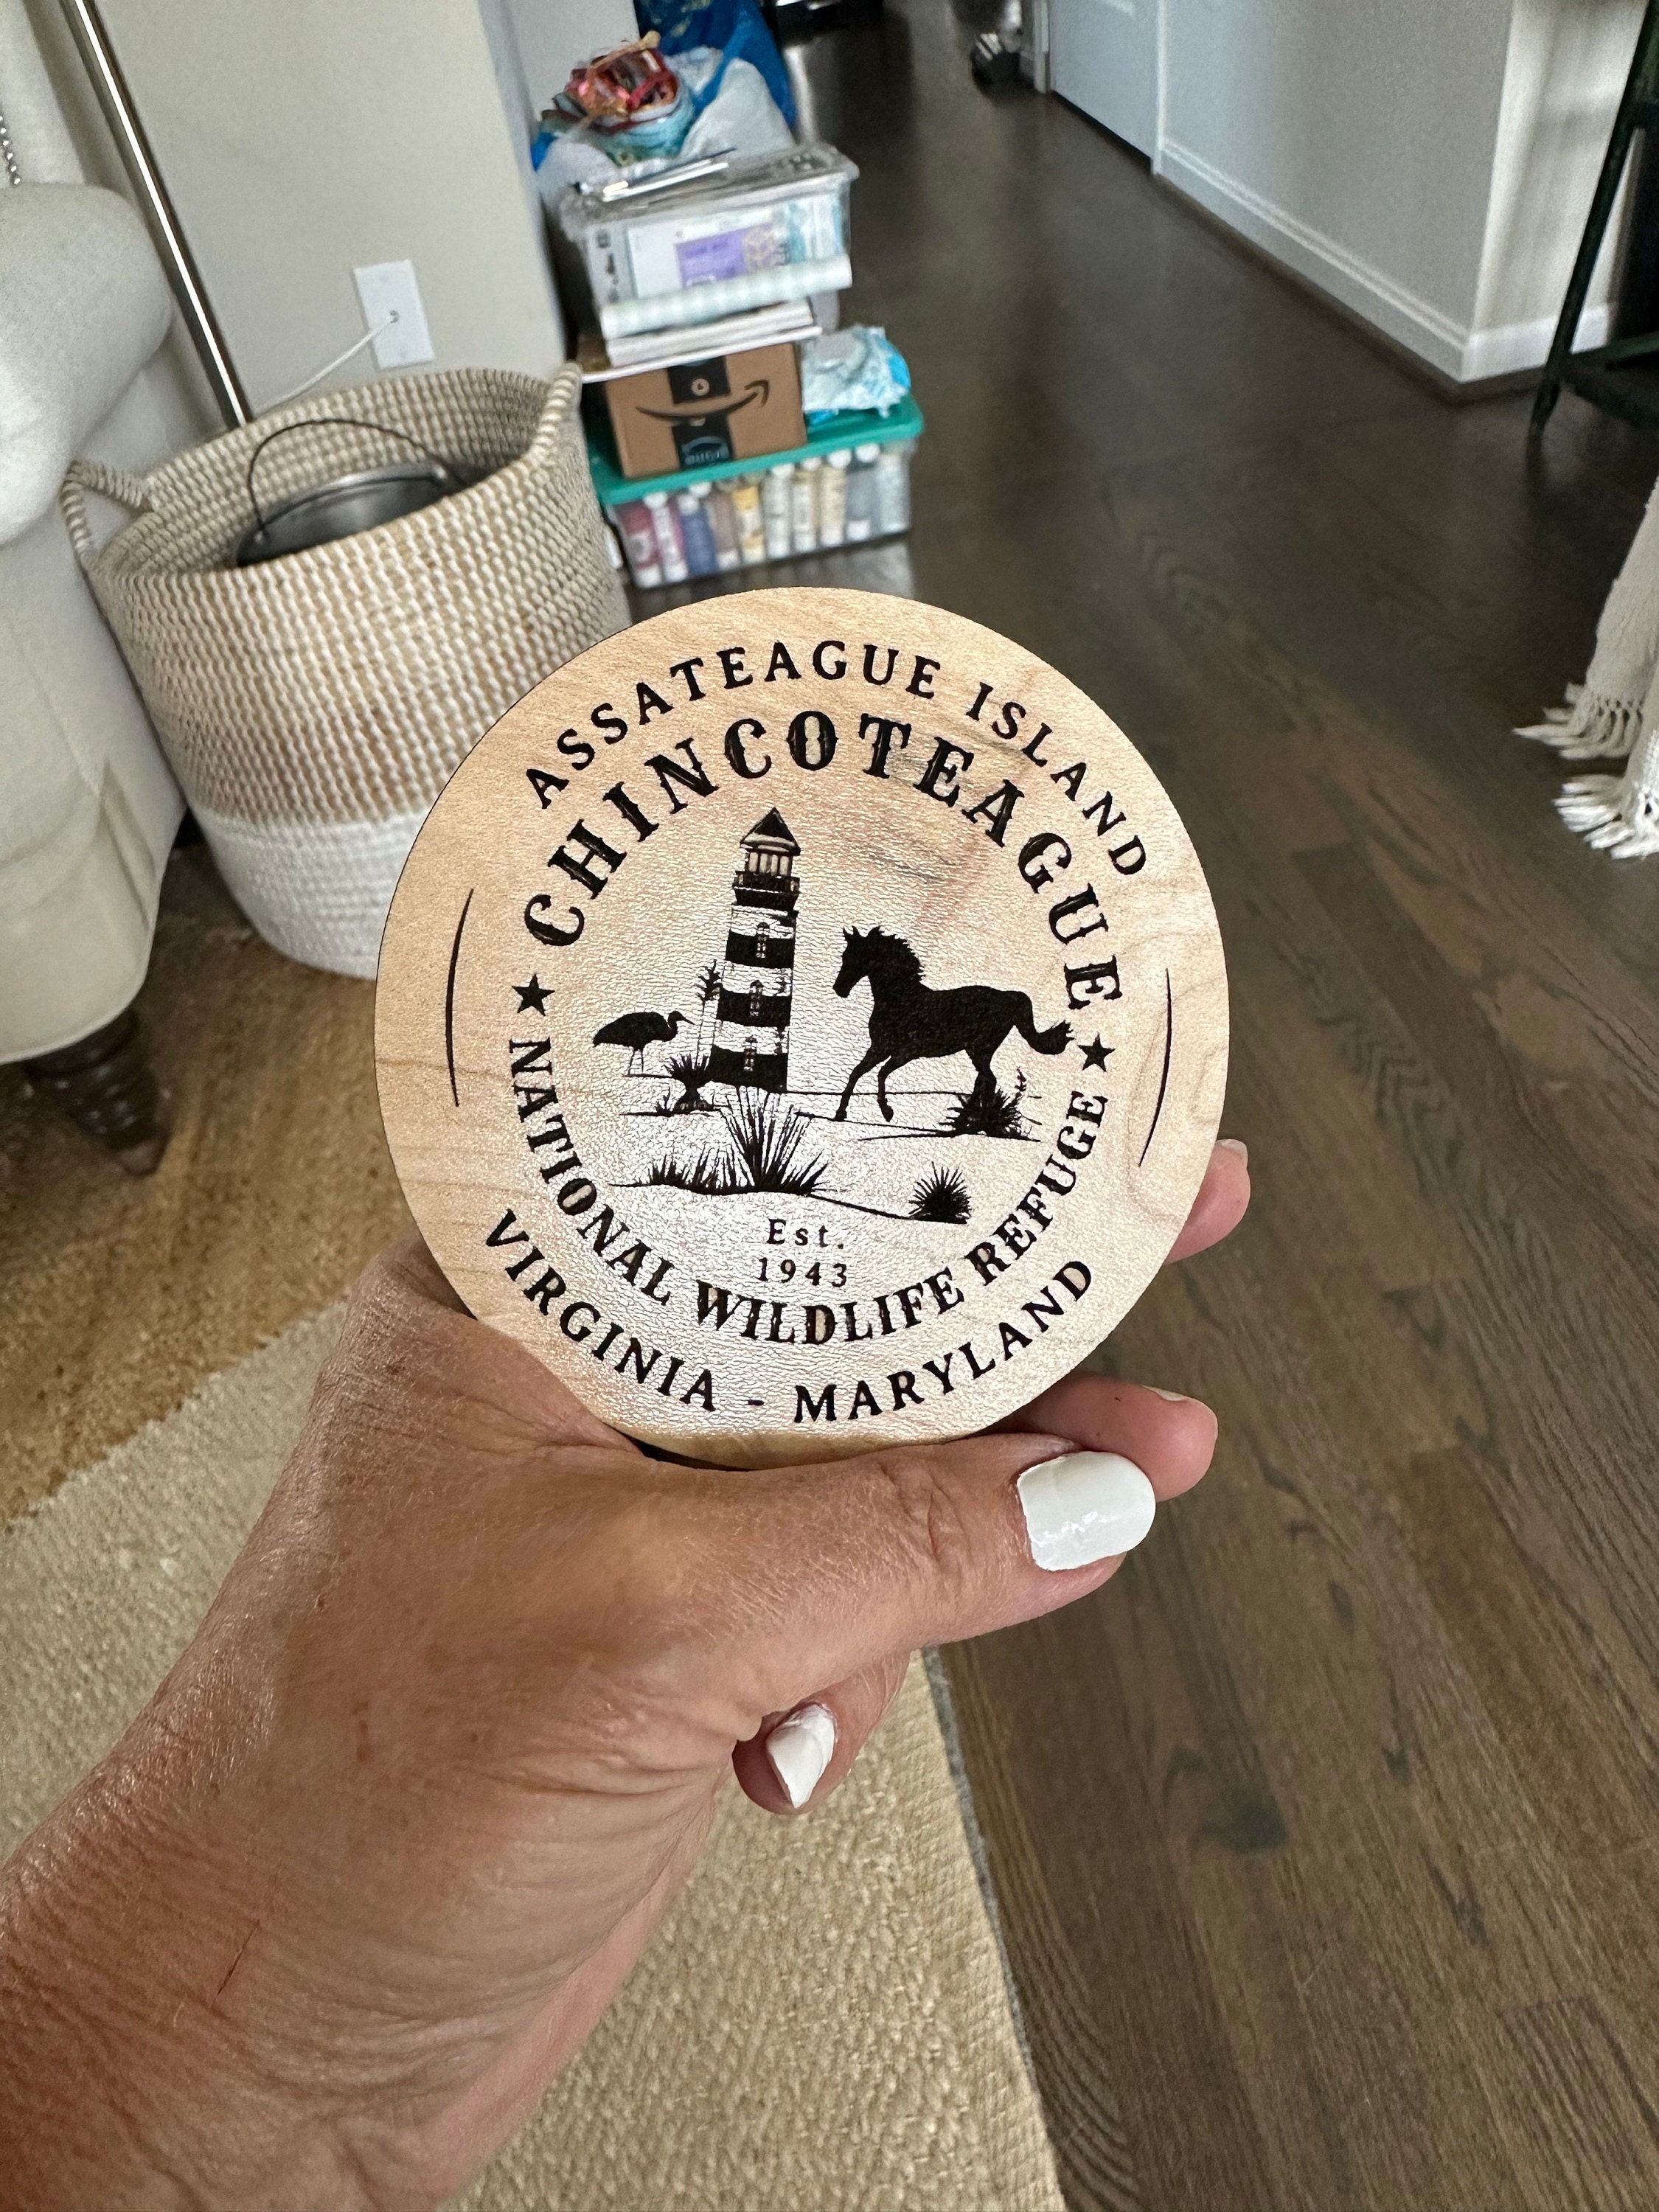 ASSATEAGUE ISLAND
CHINCOTEAGUE
Est.
1943
NATIONAL WILDLIFE REFUGE
VIRGINIA - MARYLAND